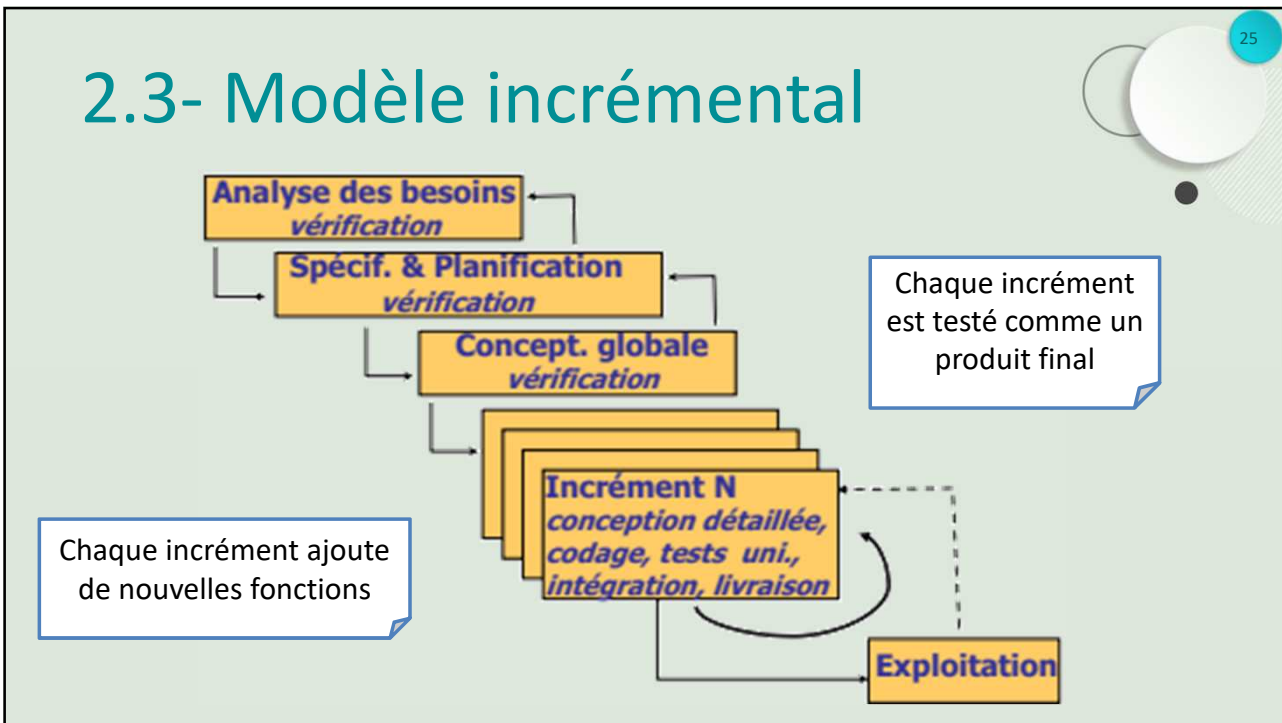 25
2.3- Modèle incrémental
Analyse des besoins
vérification
Spécif. & Planification
vérification
Concept. globale
vérification
Chaque incrément
est testé comme un
produit final
Incrément N
conception détaillée,
codage, tests uni.,
intégration, livraison
Chaque incrément ajoute
de nouvelles fonctions
Exploitation